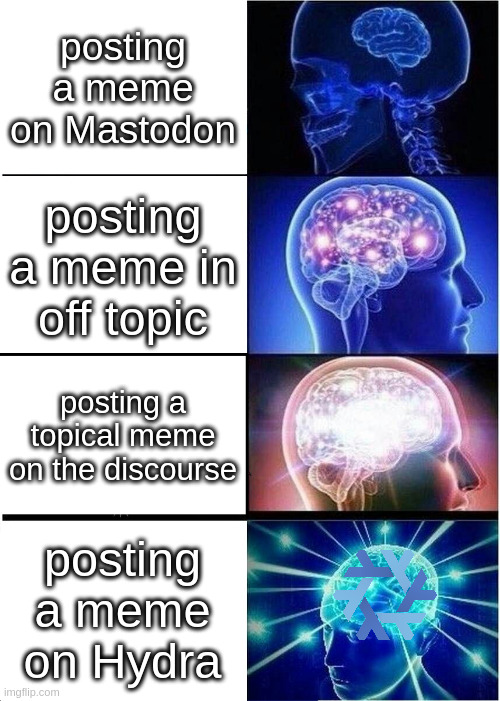 posting
a meme
on Mastodon
posting
a meme in
off topic
posting a
topical meme
on the discourse
posting
a meme
on Hydra
imgflip.com